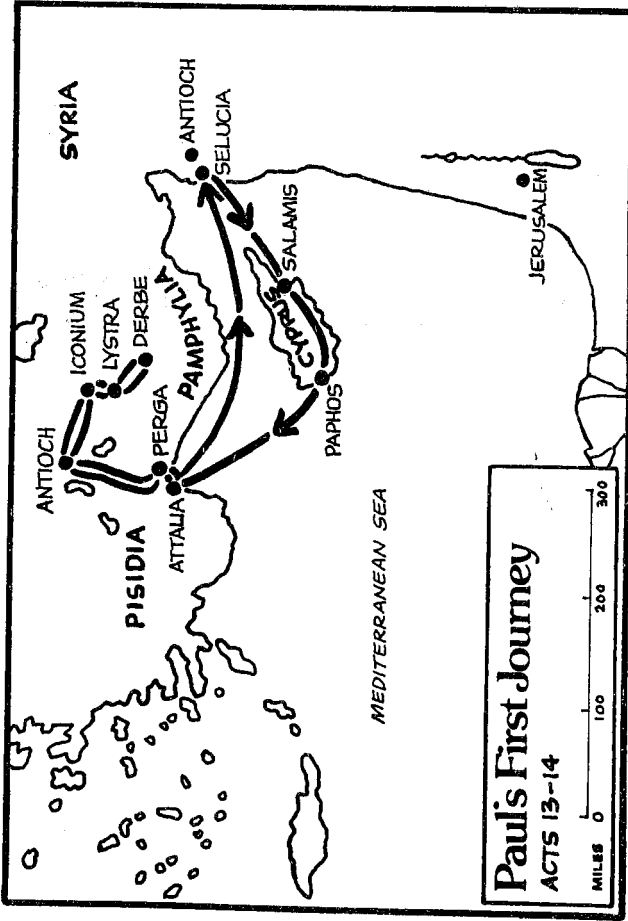 SYRIA
ANTIOCH
SELUCIA
ICONIUM
LYSTRA
DERBE
PAMPHYLIA
SALAMIS
CYPRUS
JERUSALEM
ANTIOCH
PERGA
PAPHOS
PISIDIA
ATTALIA
MEDITERRANEAN SEA
Paul's First Journey
ACTS 13-14
MILES 0 100 200 300